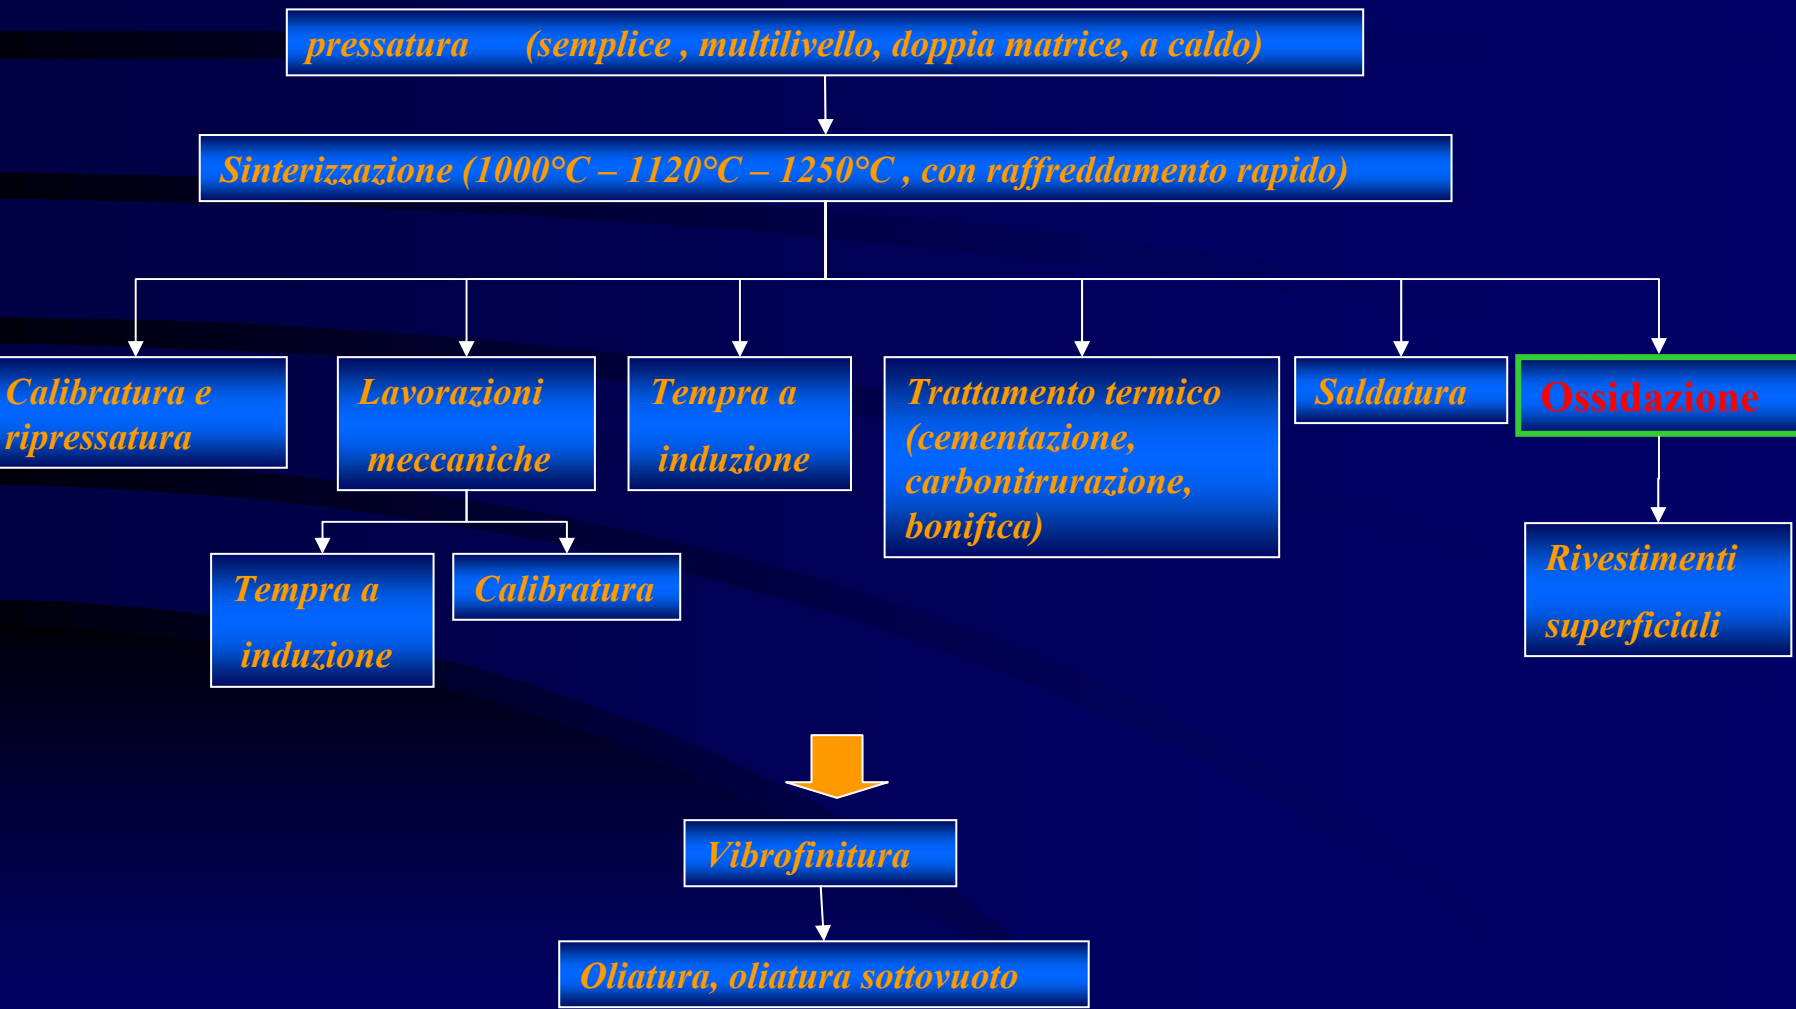 pressatura (semplice , multilivello, doppia matrice, a caldo)
Sinterizzazione (1000°C – 1120°C – 1250°C , con raffreddamento rapido)
Calibratura e
ripressatura
Lavorazioni
meccaniche
Tempra a
induzione
Trattamento termico
(cementazione,
carbonitrurazione,
bonifica)
Saldatura
Ossidazione
Tempra a
induzione
Calibratura
Rivestimenti
superficiali
Vibrofinitura
Oliatura, oliatura sottovuoto